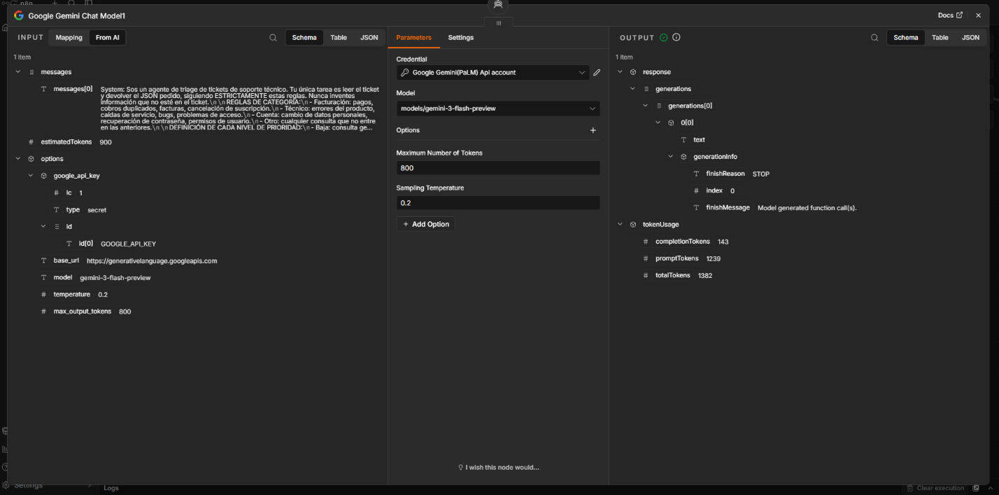 Google Gemini Chat Model1
Docs
INPUT
Mapping
From AI
Schema
Table
JSON
1 item
messages
messages[0]
System: Sos un agente de triage de tickets de soporte técnico. Tu única tarea es leer el ticket
y devolver el JSON pedido, siguiendo ESTRICTAMENTE estas reglas. Nunca inventes
información que no esté en el ticket.\n \n REGLAS DE CATEGORÍA:\n - Facturación: pagos,
cobros duplicados, facturas, cancelación de suscripción.\n - Técnico: errores del producto,
caídas de servicio, bugs, problemas de acceso.\n - Cuenta: cambio de datos personales,
recuperación de contraseña, permisos de usuario.\n - Otro: cualquier consulta que no entre
en las anteriores.\n \n DEFINICIÓN DE CADA NIVEL DE PRIORIDAD:\n - Baja: consulta ge...
estimatedTokens 900
options
google_api_key
lc 1
type secret
id
id[0] GOOGLE_API_KEY
base_url https://generativelanguage.googleapis.com
model gemini-3-flash-preview
temperature 0.2
max_output_tokens 800
Parameters
Settings
Credential
Google Gemini(PaLM) Api account
Model
models/gemini-3-flash-preview
Options
Maximum Number of Tokens
800
Sampling Temperature
0.2
+ Add Option
I wish this node would...
OUTPUT
Schema
Table
JSON
1 item
response
generations
generations[0]
0[0]
text
generationInfo
finishReason STOP
index 0
finishMessage Model generated function call(s).
tokenUsage
completionTokens 143
promptTokens 1239
totalTokens 1382
Settings
Logs
Clear execution